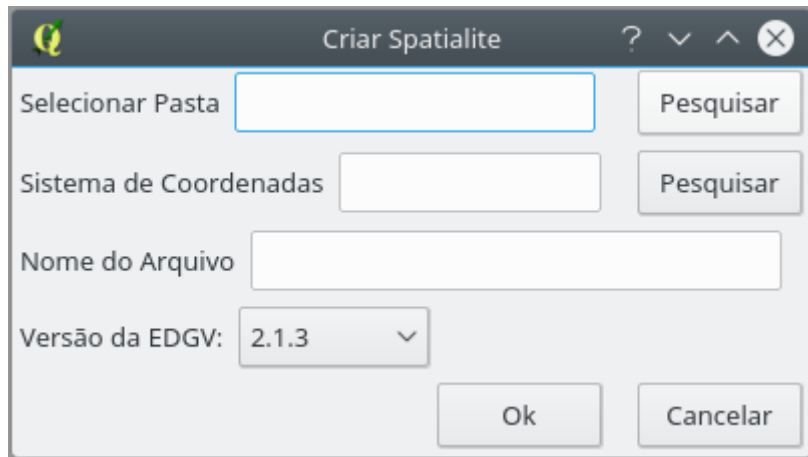 Criar Spatialite
Selecionar Pasta Pesquisar
Sistema de Coordenadas Pesquisar
Nome do Arquivo
Versão da EDGV: 2.1.3
Ok Cancelar